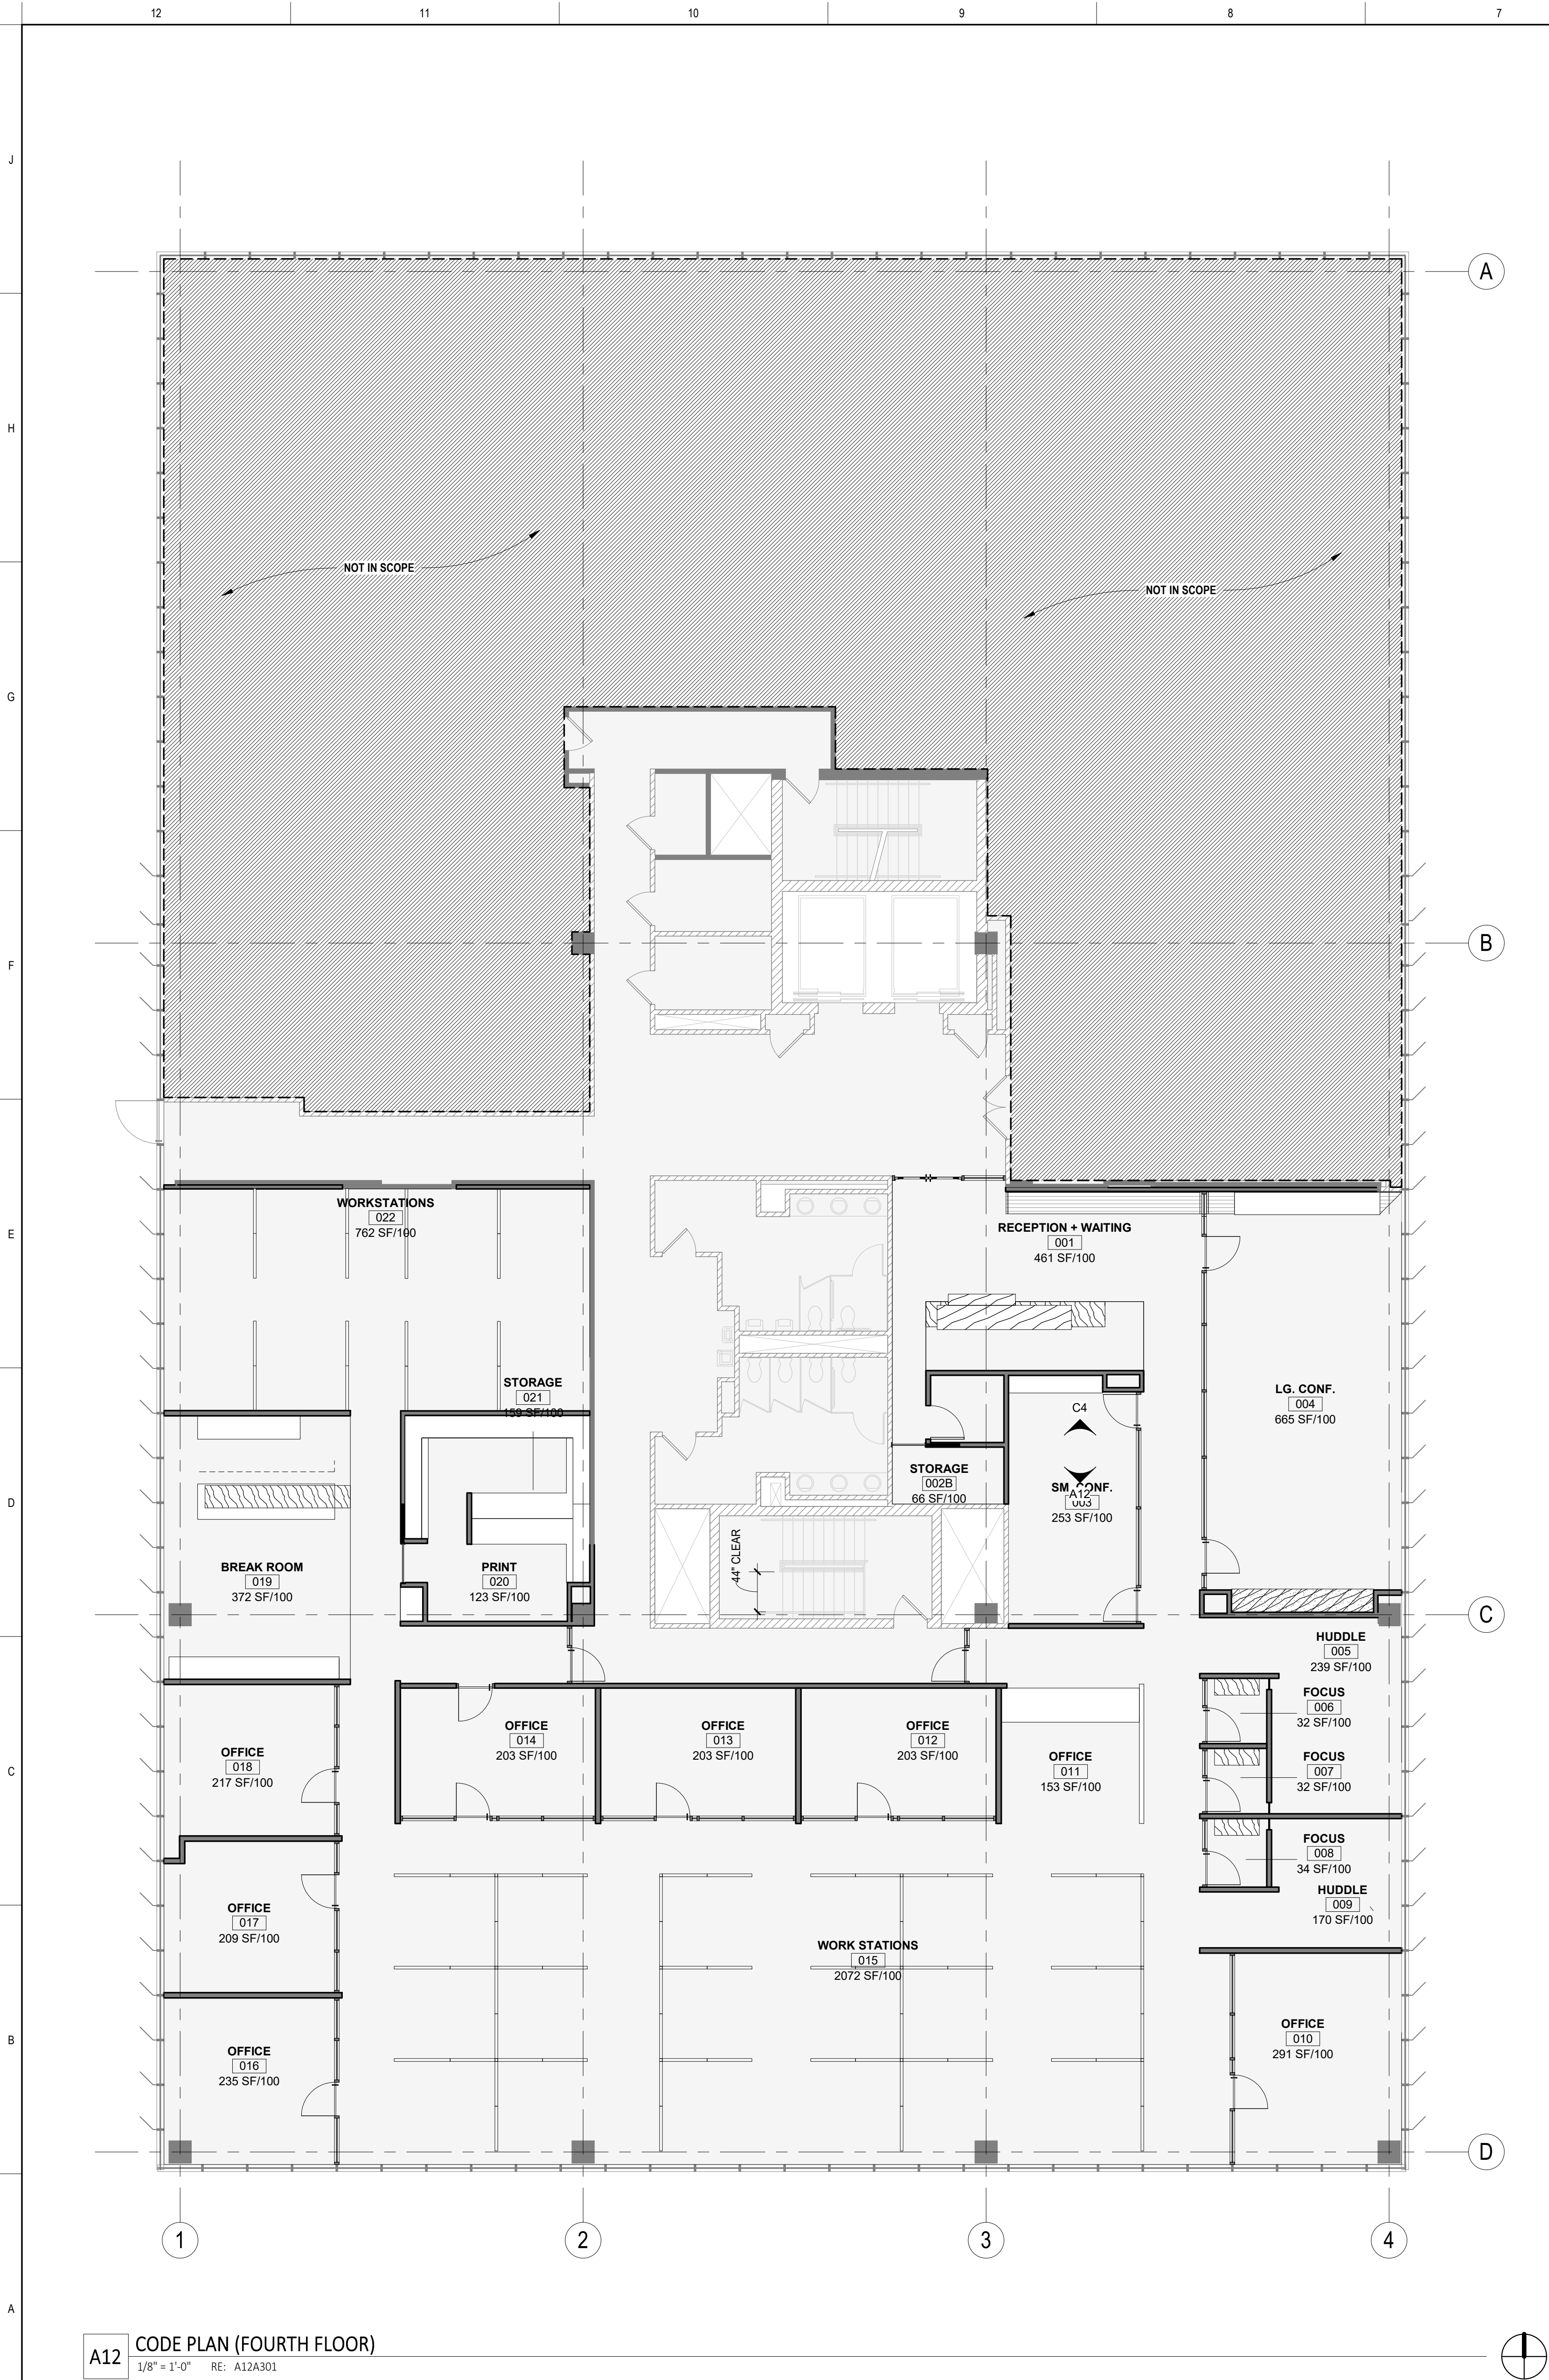 12 11 10 9 8 7
J
A
H
NOT IN SCOPE
NOT IN SCOPE
G
B
F
WORKSTATIONS
022
762 SF/100
E
RECEPTION + WAITING
001
461 SF/100
STORAGE
021
159 SF/100
LG. CONF.
004
665 SF/100
C4
STORAGE
002B
66 SF/100
SM. CONF.
A12
003
253 SF/100
D
44" CLEAR
BREAK ROOM
019
372 SF/100
PRINT
020
123 SF/100
C
HUDDLE
005
239 SF/100
FOCUS
006
32 SF/100
OFFICE
014
203 SF/100
OFFICE
013
203 SF/100
OFFICE
012
203 SF/100
OFFICE
018
217 SF/100
OFFICE
011
153 SF/100
FOCUS
007
32 SF/100
C
FOCUS
008
34 SF/100
HUDDLE
009
170 SF/100
OFFICE
017
209 SF/100
WORK STATIONS
015
2072 SF/100
OFFICE
010
291 SF/100
B
OFFICE
016
235 SF/100
D
1 2 3 4
A
A12
CODE PLAN (FOURTH FLOOR)
1/8" = 1'-0" RE: A12A301